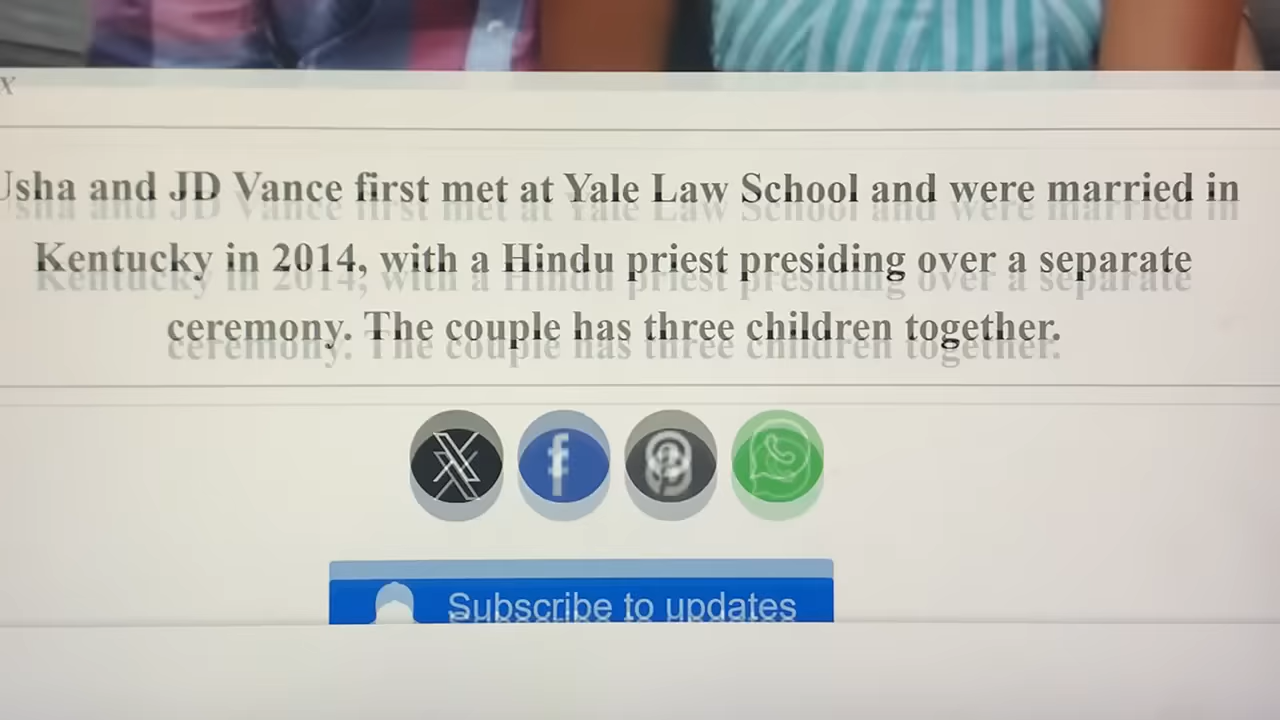 X
Usha and JD Vance first met at Yale Law School and were married in
Kentucky in 2014, with a Hindu priest presiding over a separate
ceremony. The couple has three children together.
Subscribe to updates